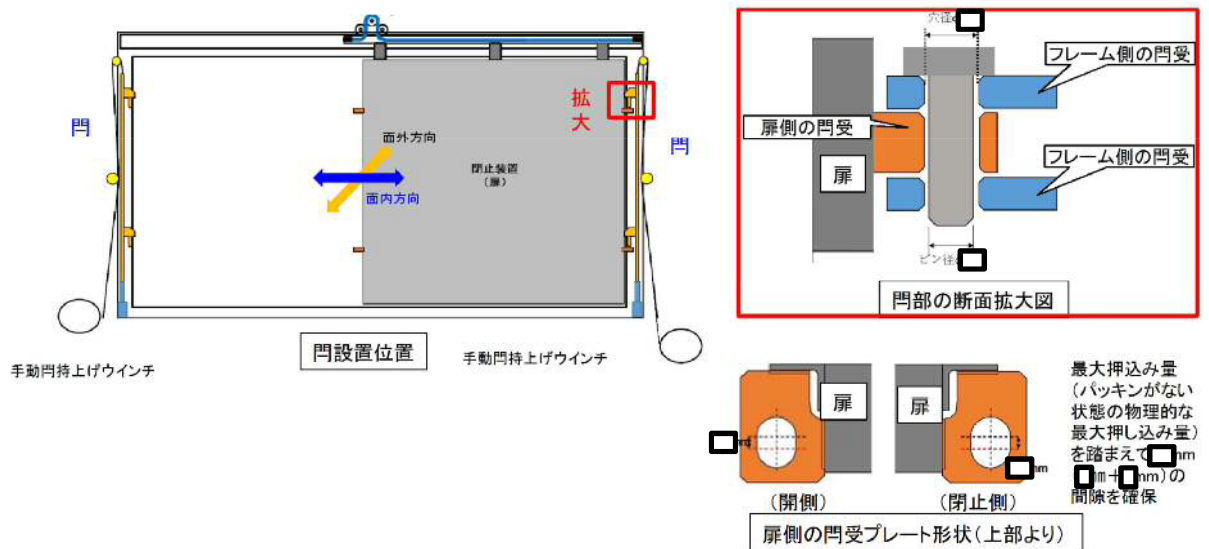 閂
閂
拡
大
面外方向
面内方向
閉止装置
(扉)
閂設置位置
手動閂持上げウインチ
手動閂持上げウインチ
穴径
フレーム側の閂受
扉側の閂受
扉
フレーム側の閂受
ピン径
閂部の断面拡大図
扉
扉
mm
(開側)
(閉止側)
扉側の閂受プレート形状(上部より)
最大押込み量
(パッキンがない
状態の物理的な
最大押し込み量)
を踏まえて mm
mm+ mm)の
間隙を確保